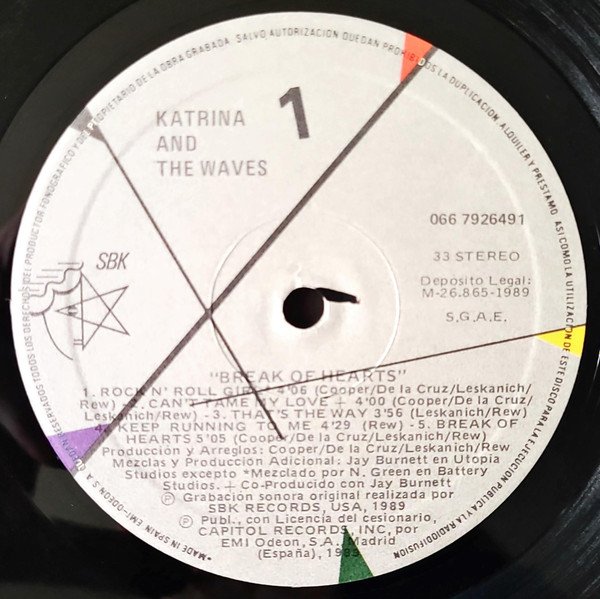 KATRINA
AND
THE WAVES
1
066 7926491
33 STEREO
Depósito Legal:
M-26.865-1989
S.G.A.E.
SBK
"BREAK OF HEARTS"
1. ROCK N' ROLL GIRL + 4'06 (Cooper/De la Cruz/Leskanich/
Rew) - 2. CAN'T TAME MY LOVE + 4'00 (Cooper/De la Cruz/
Leskanich/Rew) - 3. THAT'S THE WAY 3'56 (Leskanich/Rew)
4. KEEP RUNNING TO ME 4'29 (Rew) - 5. BREAK OF
HEARTS 5'05 (Cooper/De la Cruz/Leskanich/Rew)
Producción y Arreglos: Cooper/De la Cruz/Leskanich/Rew
Mezclas y Producción Adicional: Jay Burnett en Utopia
Studios excepto *Mezclado por N. Green en Battery
Studios. + Co-Producido con Jay Burnett
Ⓟ Grabación sonora original realizada por
SBK RECORDS, USA, 1989
Ⓟ Publ., con Licencia del cesionario,
CAPITOL RECORDS, INC, por
EMI Odeon, S.A., Madrid
(España), 1989
*MADE IN SPAIN EMI-ODEON S.A. QUEDAN RESERVADOS TODOS LOS DERECHOS DEL PRODUCTOR FONOGRAFICO Y DEL PROPIETARIO DE LA OBRA GRABADA. SALVO AUTORIZACION QUEDAN PROHIBIDOS LA DUPLICACION, ALQUILER Y PRESTAMO, ASI COMO LA UTILIZACION DE ESTE DISCO PARA LA EJECUCION PUBLICA Y LA RADIODIFUSION